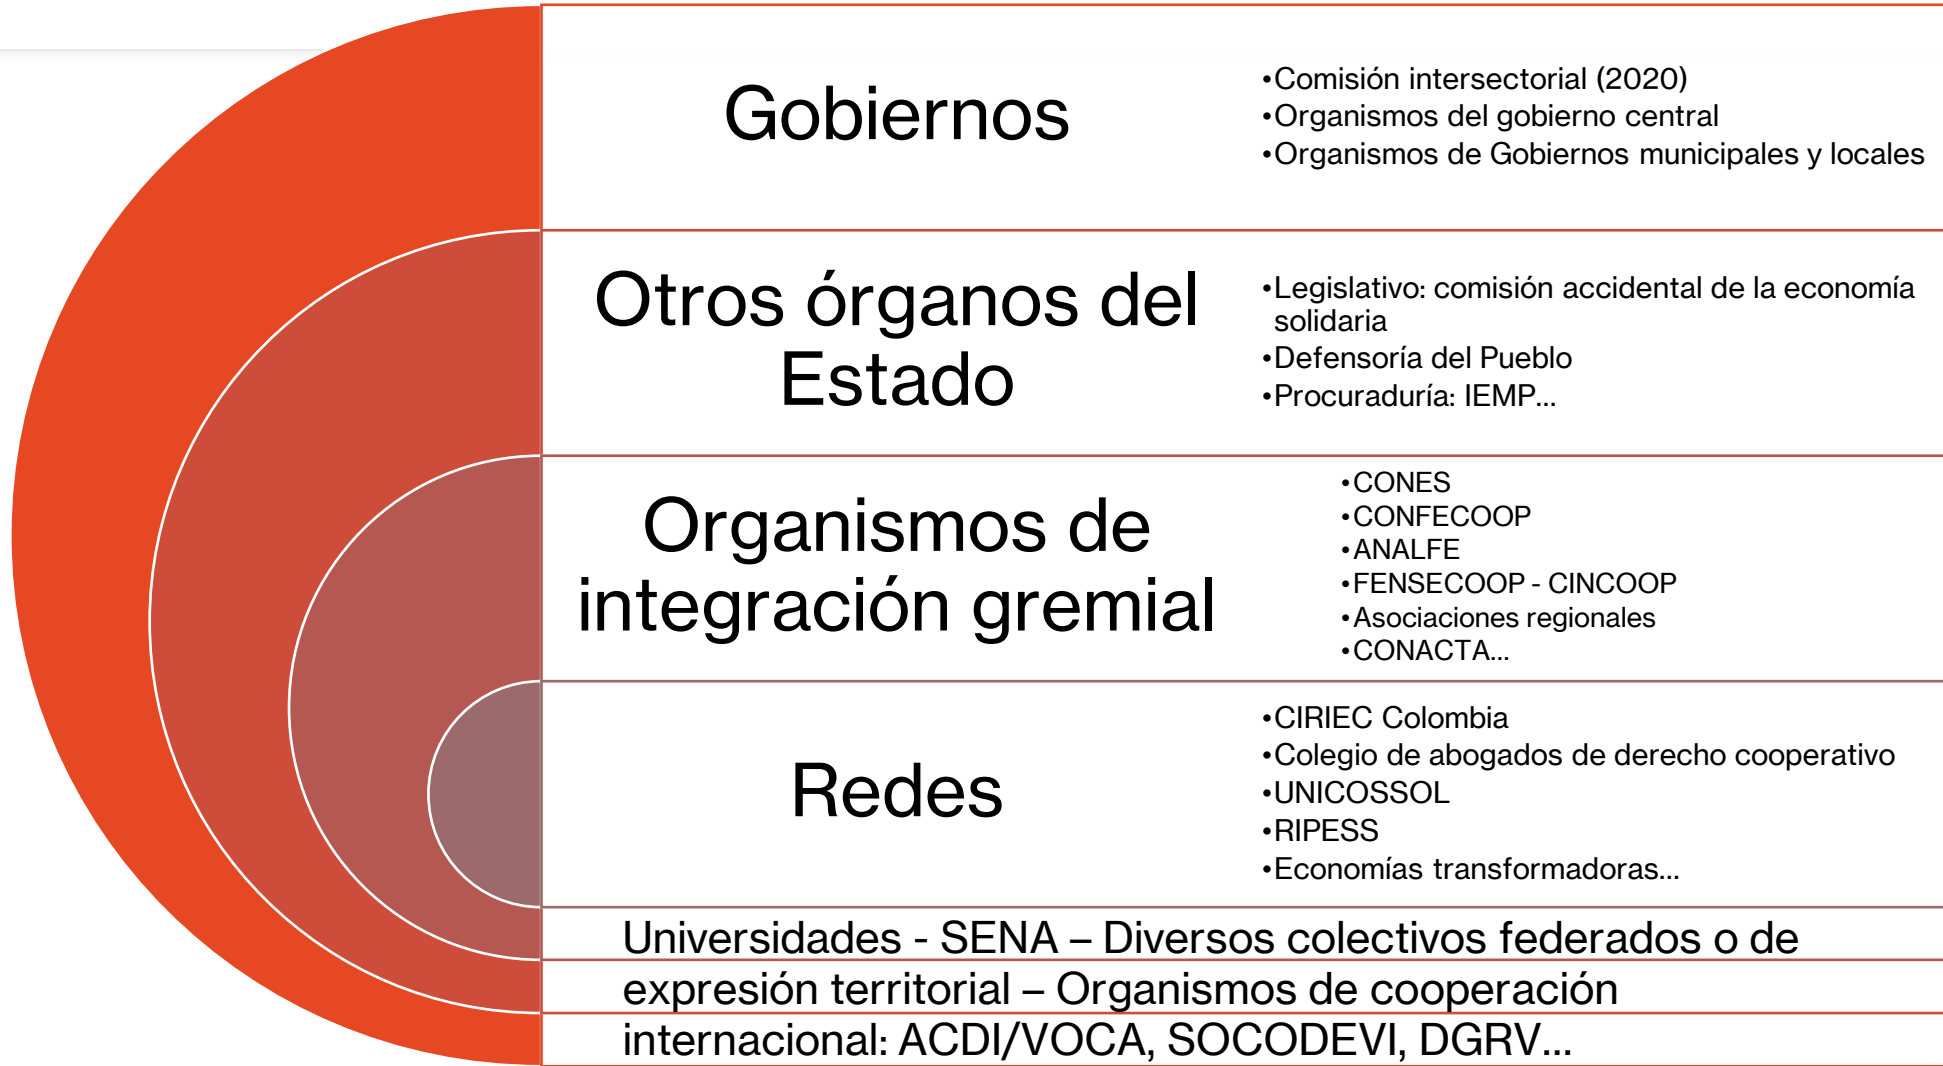 Gobiernos
•Comisión intersectorial (2020)
•Organismos del gobierno central
•Organismos de Gobiernos municipales y locales
Otros órganos del
Estado
•Legislativo: comisión accidental de la economía
solidaria
•Defensoría del Pueblo
•Procuraduría: IEMP...
Organismos de
integración gremial
•CONES
•CONFECOOP
•ANALFE
•FENSECOOP - CINCOOP
•Asociaciones regionales
•CONACTA...
Redes
•CIRIEC Colombia
•Colegio de abogados de derecho cooperativo
•UNICOSSOL
•RIPESS
•Economías transformadoras...
Universidades - SENA – Diversos colectivos federados o de
expresión territorial – Organismos de cooperación
internacional: ACDI/VOCA, SOCODEVI, DGRV...